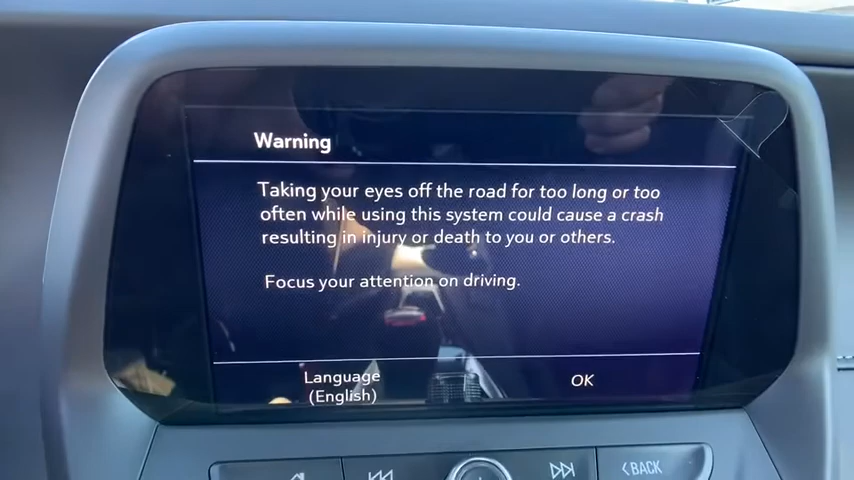 Warning
Taking your eyes off the road for too long or too
often while using this system could cause a crash
resulting in injury or death to you or others.
Focus your attention on driving.
Language
(English)
OK
BACK